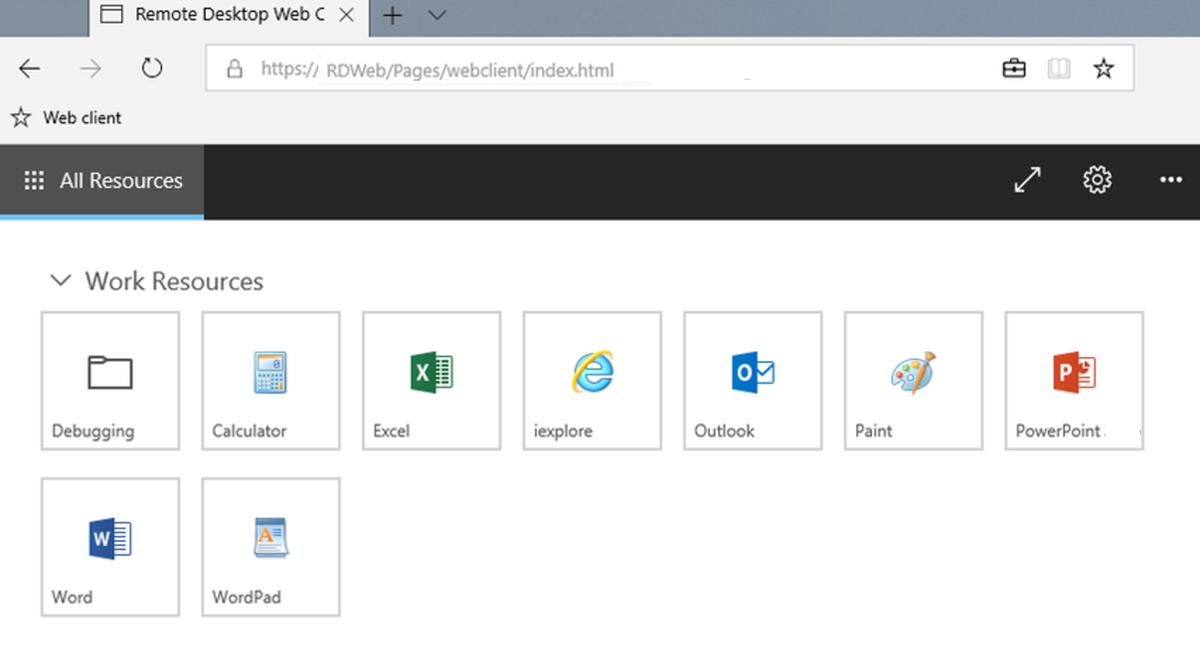 Remote Desktop Web C
https:// RDWeb/Pages/webclient/index.html
Web client
All Resources
Work Resources
Debugging
Calculator
Excel
iexplore
Outlook
Paint
PowerPoint
Word
WordPad